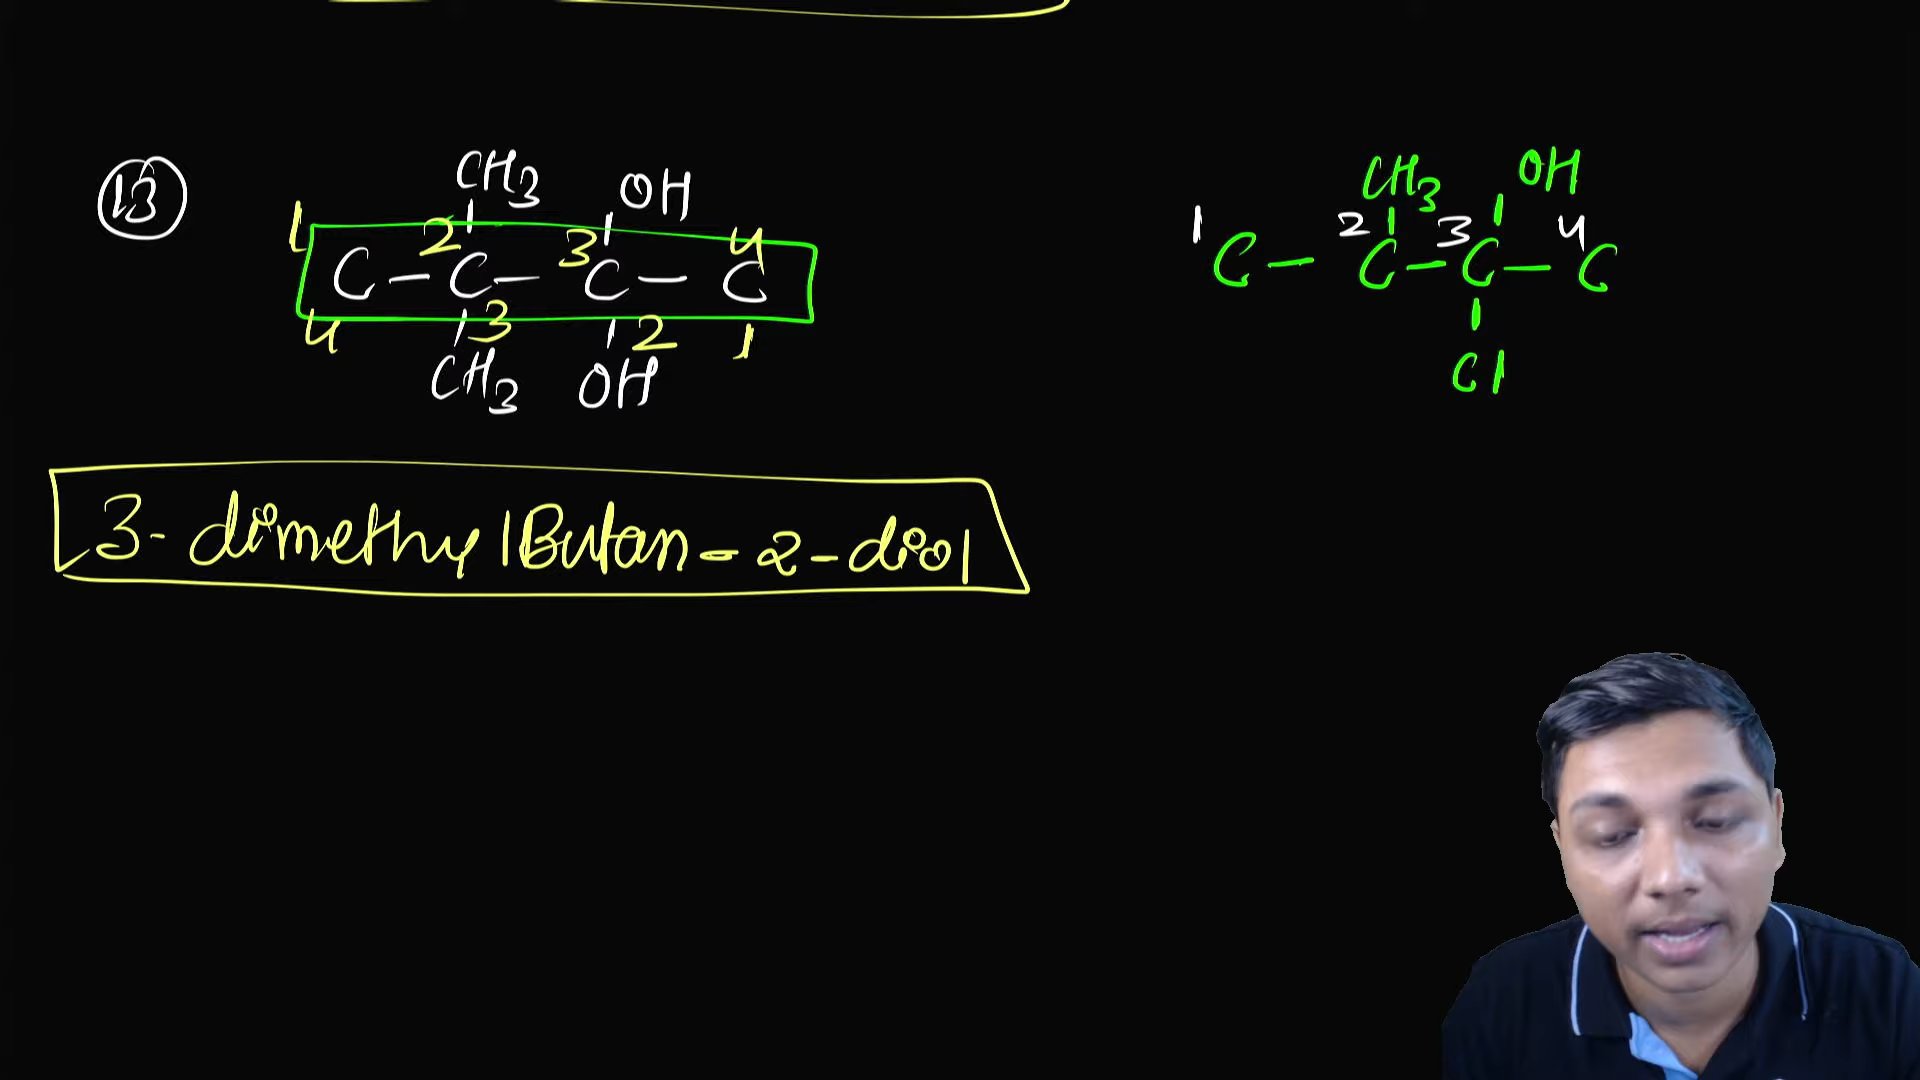 13
CH3 OH
1 2 3 4
C - C - C - C
4 3 2 1
CH3 OH
3-dimethylButan-2-diol
CH3 OH
1 2 3 4
C - C - C - C
Cl